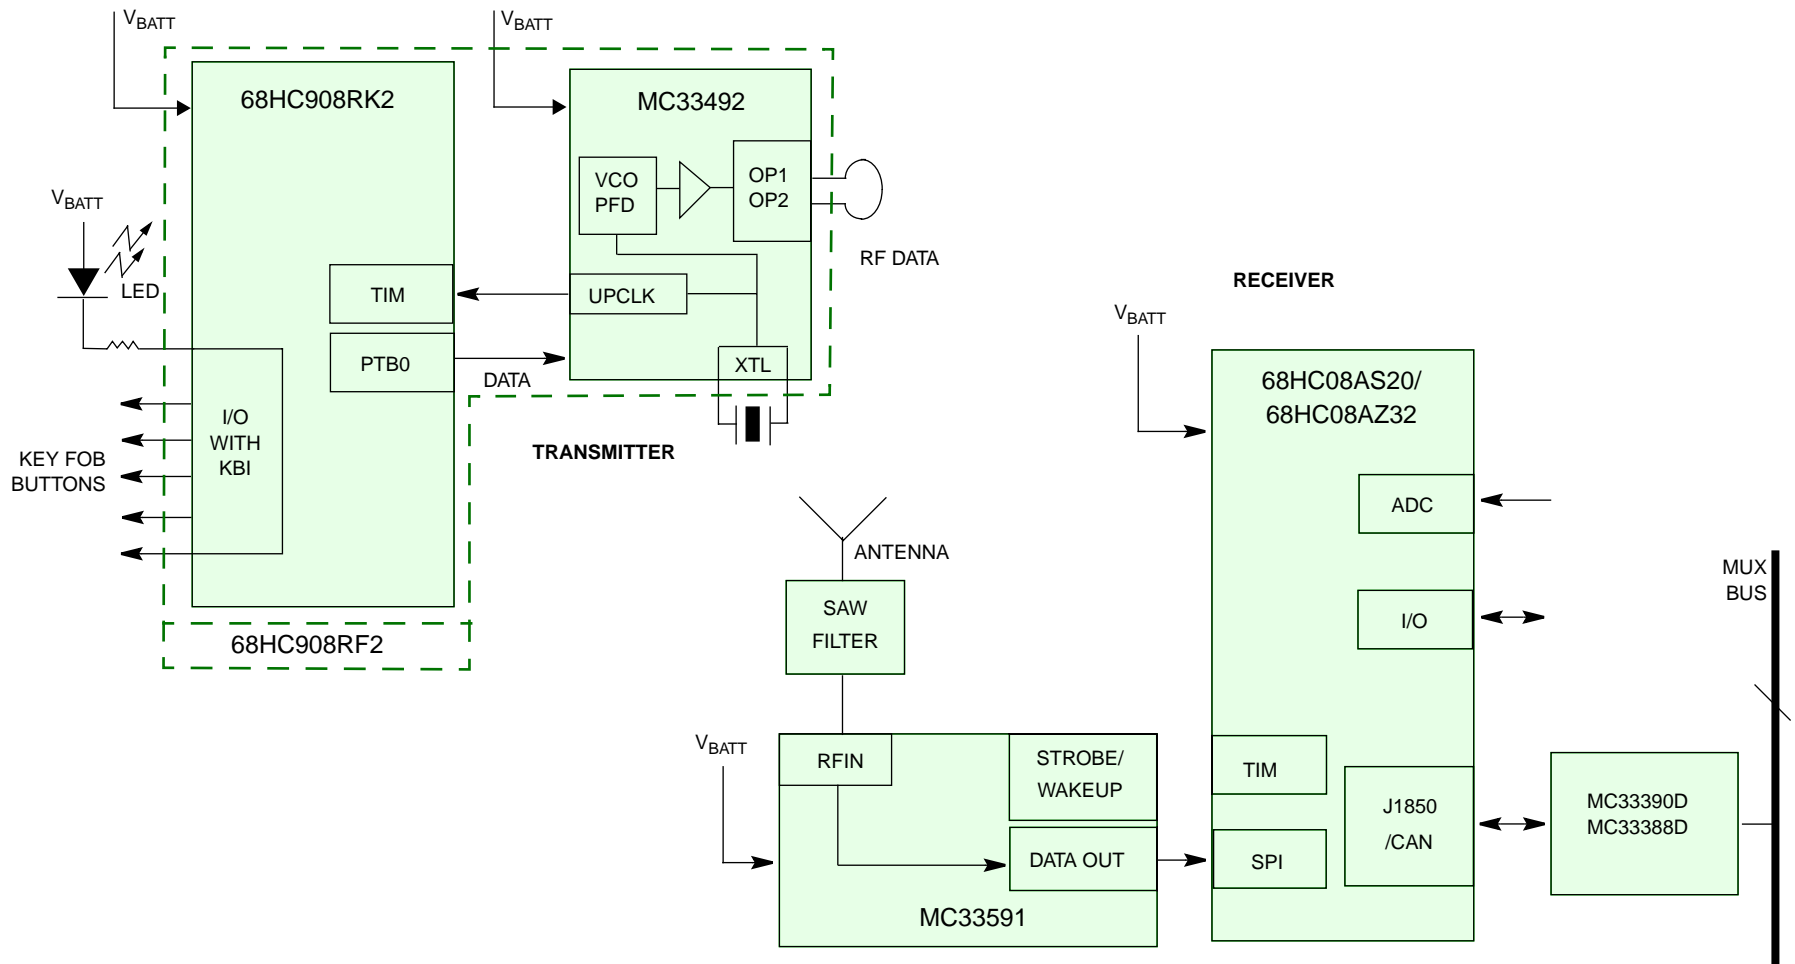 VBATT
VBATT
68HC908RK2
MC33492
VCO
PFD
OP1
OP2
RF DATA
VBATT
LED
TIM
UPCLK
PTB0
DATA
XTL
I/O
WITH
KBI
KEY FOB
BUTTONS
68HC908RF2
TRANSMITTER
RECEIVER
VBATT
68HC08AS20/
68HC08AZ32
ADC
I/O
ANTENNA
SAW
FILTER
VBATT
RFIN
STROBE/
WAKEUP
DATA OUT
MC33591
TIM
SPI
J1850
/CAN
MC33390D
MC33388D
MUX
BUS